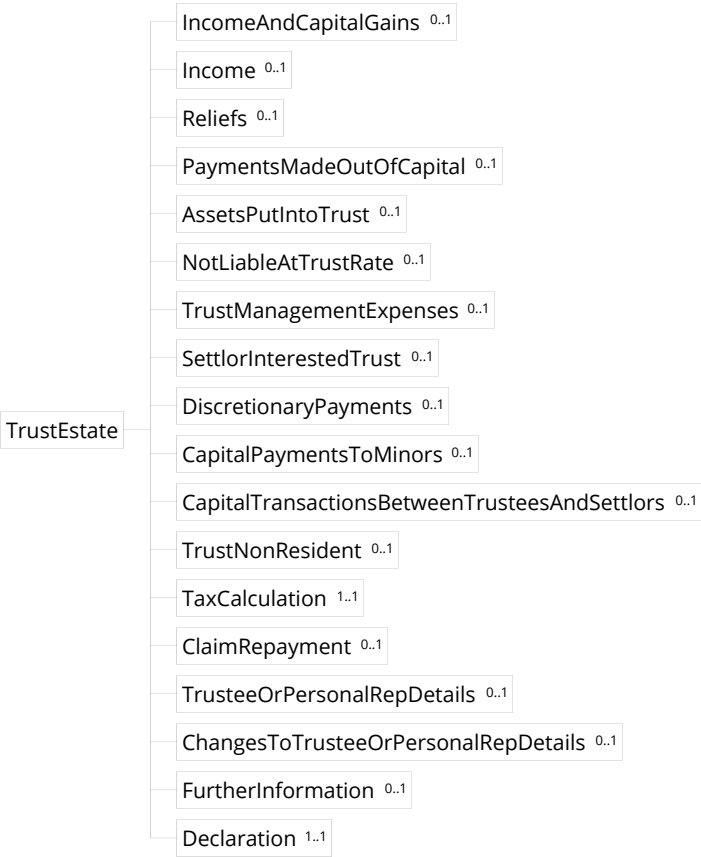 IncomeAndCapitalGains 0..1
Income 0..1
Reliefs 0..1
PaymentsMadeOutOfCapital 0..1
AssetsPutIntoTrust 0..1
NotLiableAtTrustRate 0..1
TrustManagementExpenses 0..1
SettlorInterestedTrust 0..1
DiscretionaryPayments 0..1
TrustEstate
CapitalPaymentsToMinors 0..1
CapitalTransactionsBetweenTrusteesAndSettlors 0..1
TrustNonResident 0..1
TaxCalculation 1..1
ClaimRepayment 0..1
TrusteeOrPersonalRepDetails 0..1
ChangesToTrusteeOrPersonalRepDetails 0..1
FurtherInformation 0..1
Declaration 1..1